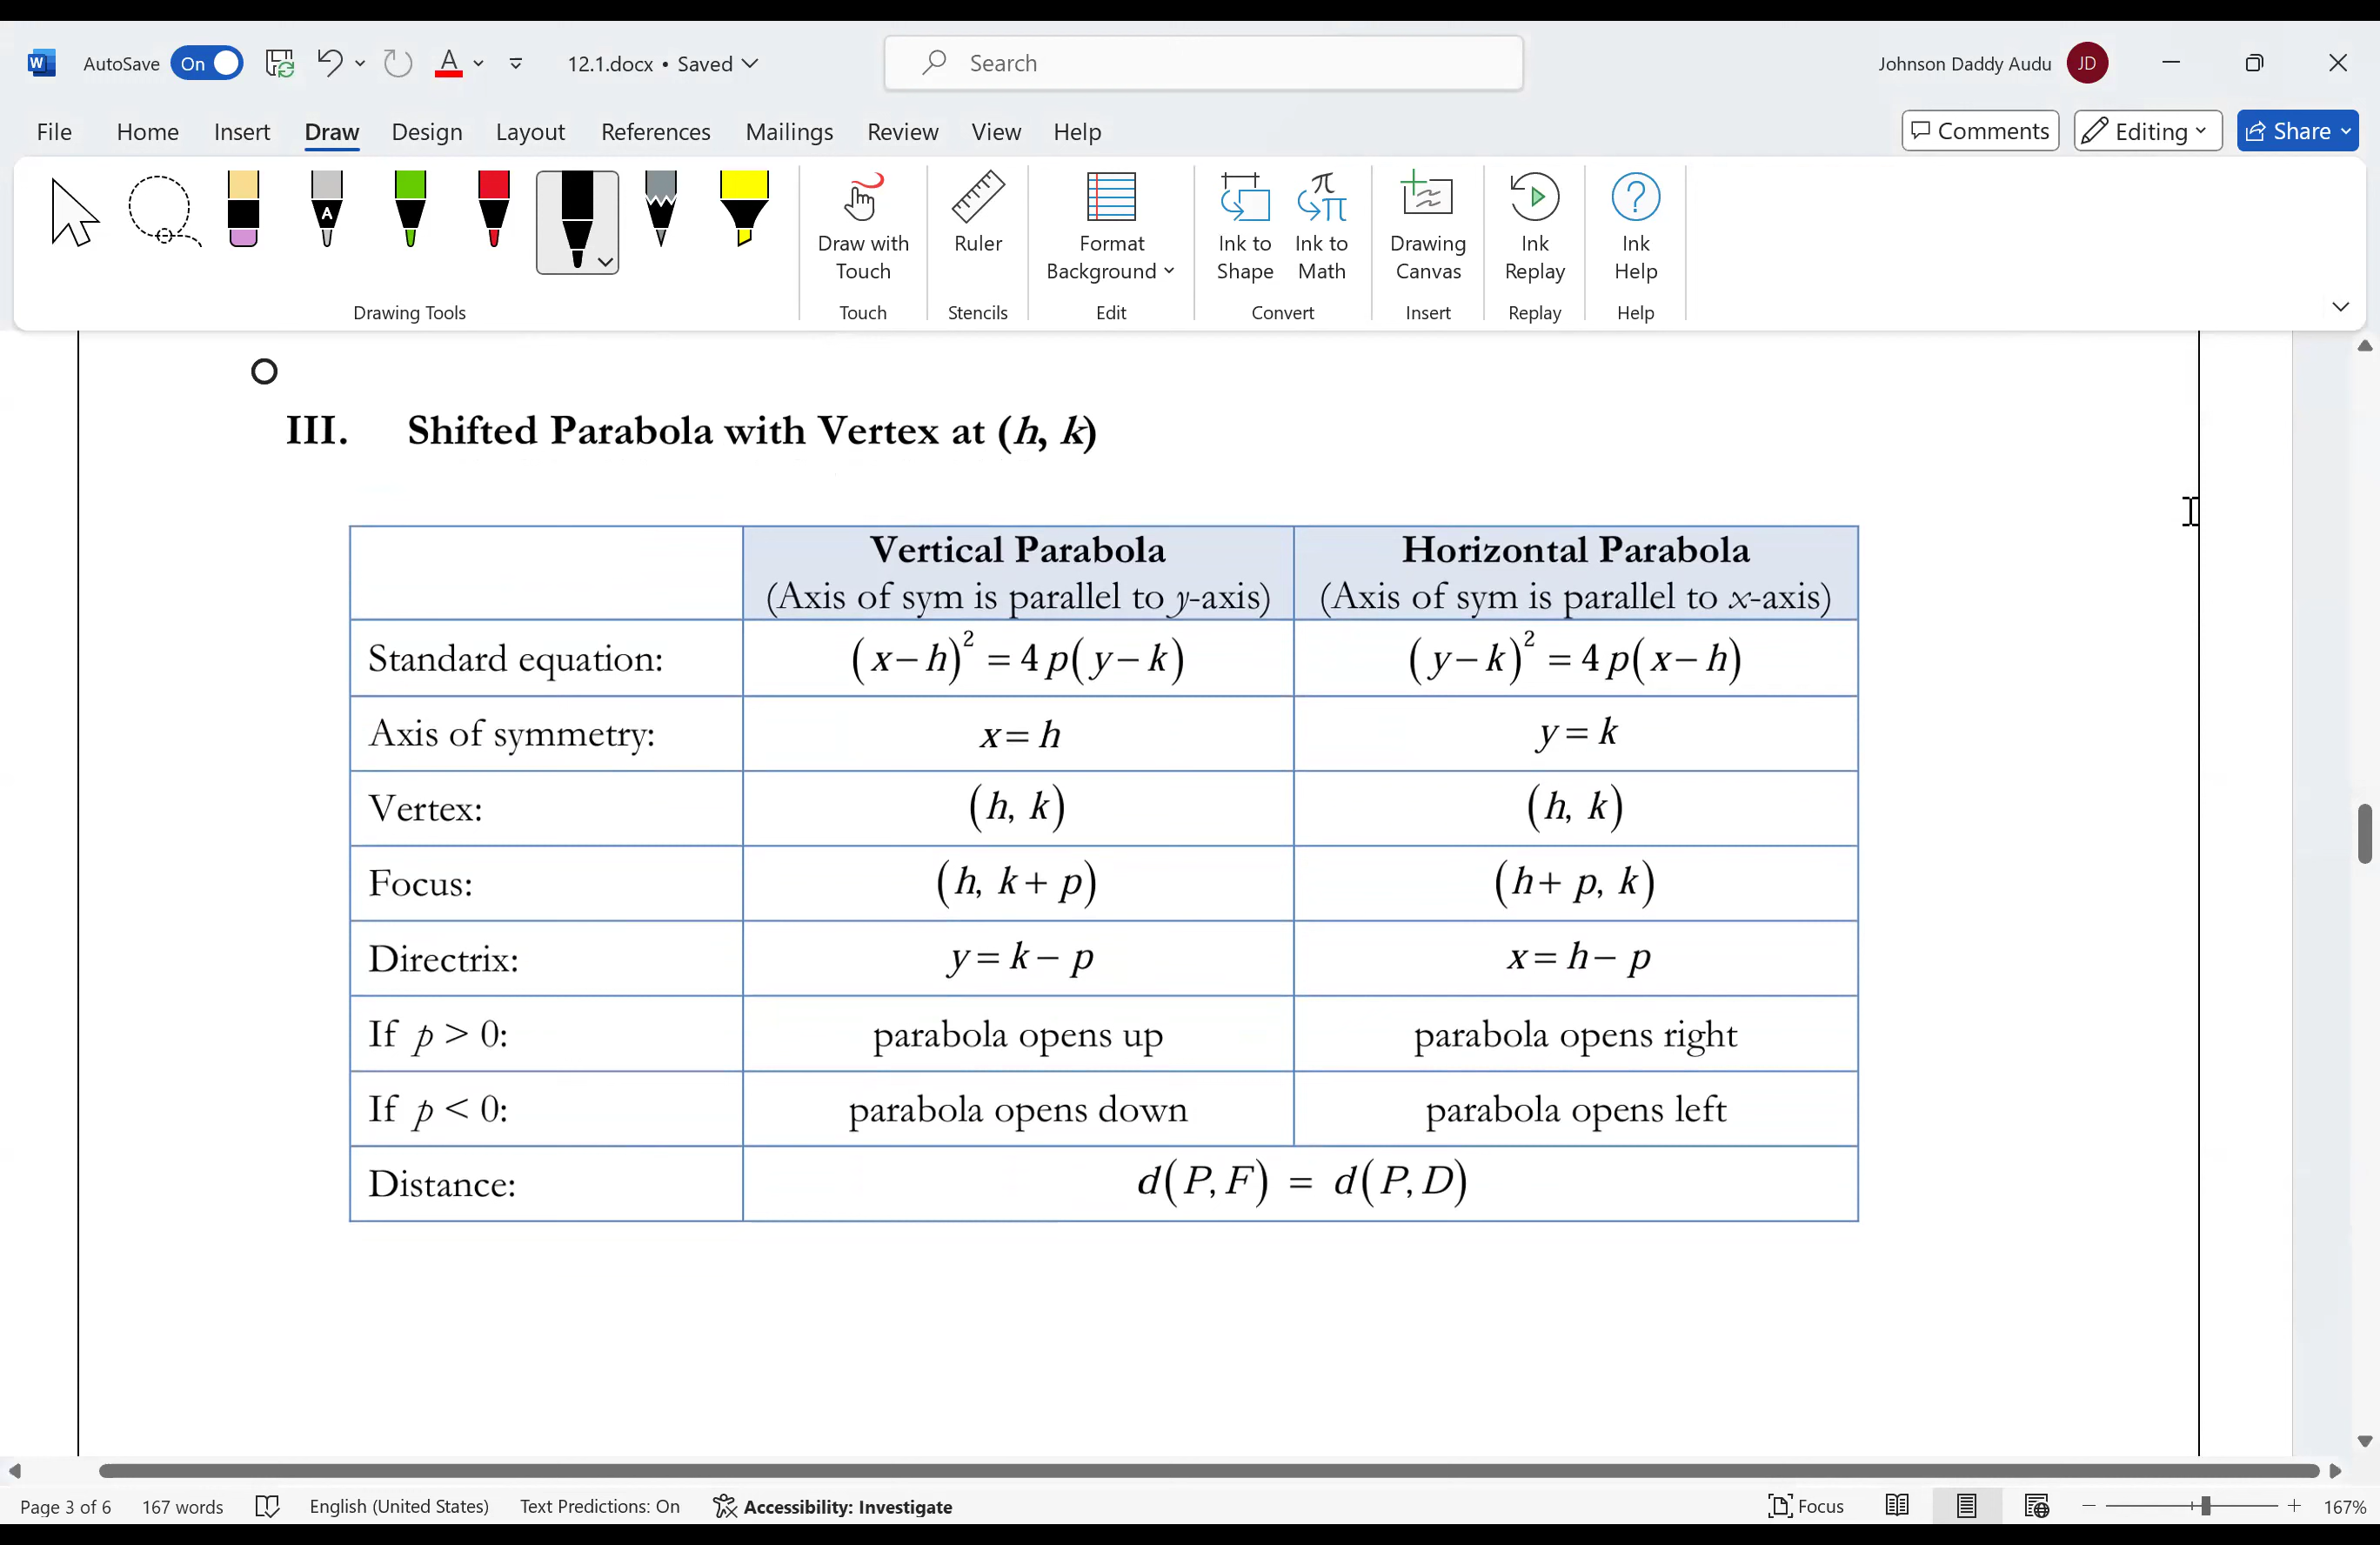 W AutoSave On A 12.1.docx • Saved Search Johnson Daddy Audu JD
File Home Insert Draw Design Layout References Mailings Review View Help Comments Editing Share
A
Draw with Touch Ruler Format Background Ink to Shape Ink to Math Drawing Canvas Ink Replay Ink Help
Drawing Tools Touch Stencils Edit Convert Insert Replay Help
III. Shifted Parabola with Vertex at (h, k)
Vertical Parabola Horizontal Parabola
(Axis of sym is parallel to y-axis) (Axis of sym is parallel to x-axis)
Standard equation: (x − h)² = 4p(y − k) (y − k)² = 4p(x − h)
Axis of symmetry: x = h y = k
Vertex: (h, k) (h, k)
Focus: (h, k + p) (h + p, k)
Directrix: y = k − p x = h − p
If p > 0: parabola opens up parabola opens right
If p < 0: parabola opens down parabola opens left
Distance: d(P, F) = d(P, D)
Page 3 of 6 167 words English (United States) Text Predictions: On Accessibility: Investigate Focus 167%